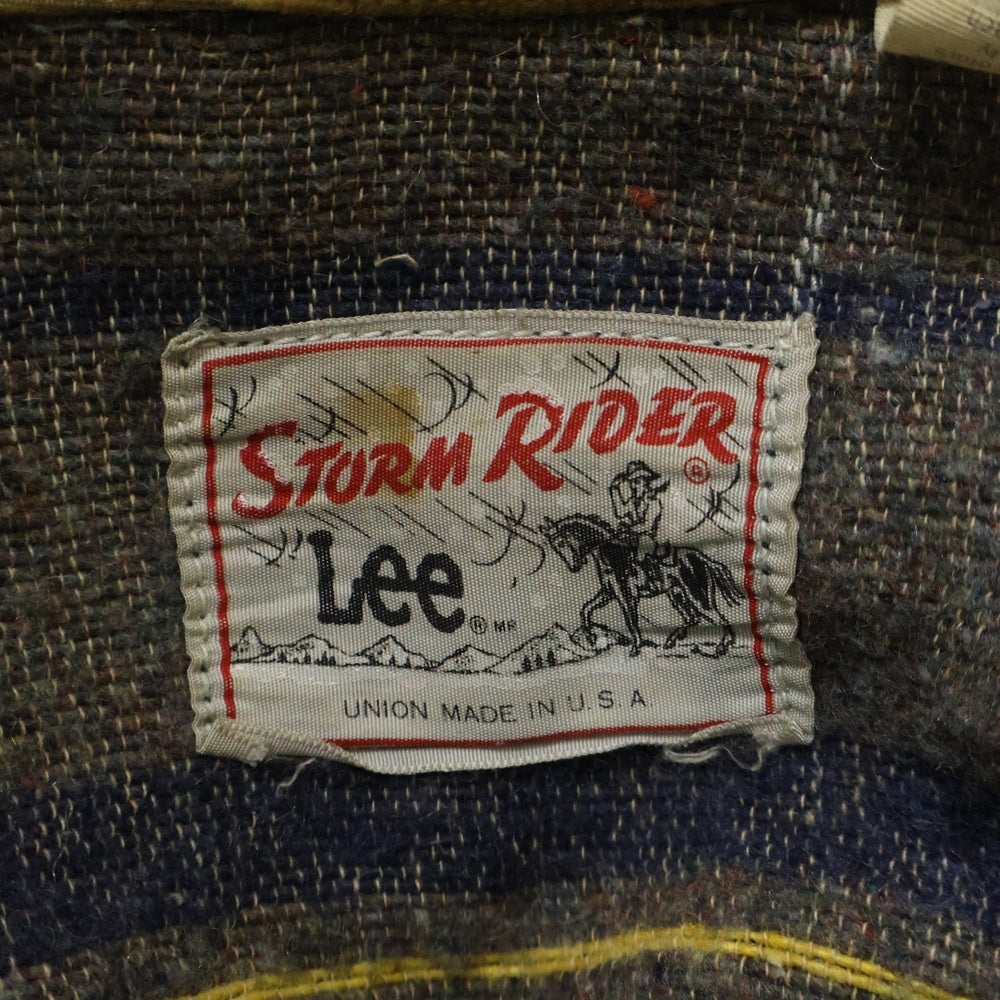 STORM RIDER ®
Lee ® MR
UNION MADE IN U.S.A